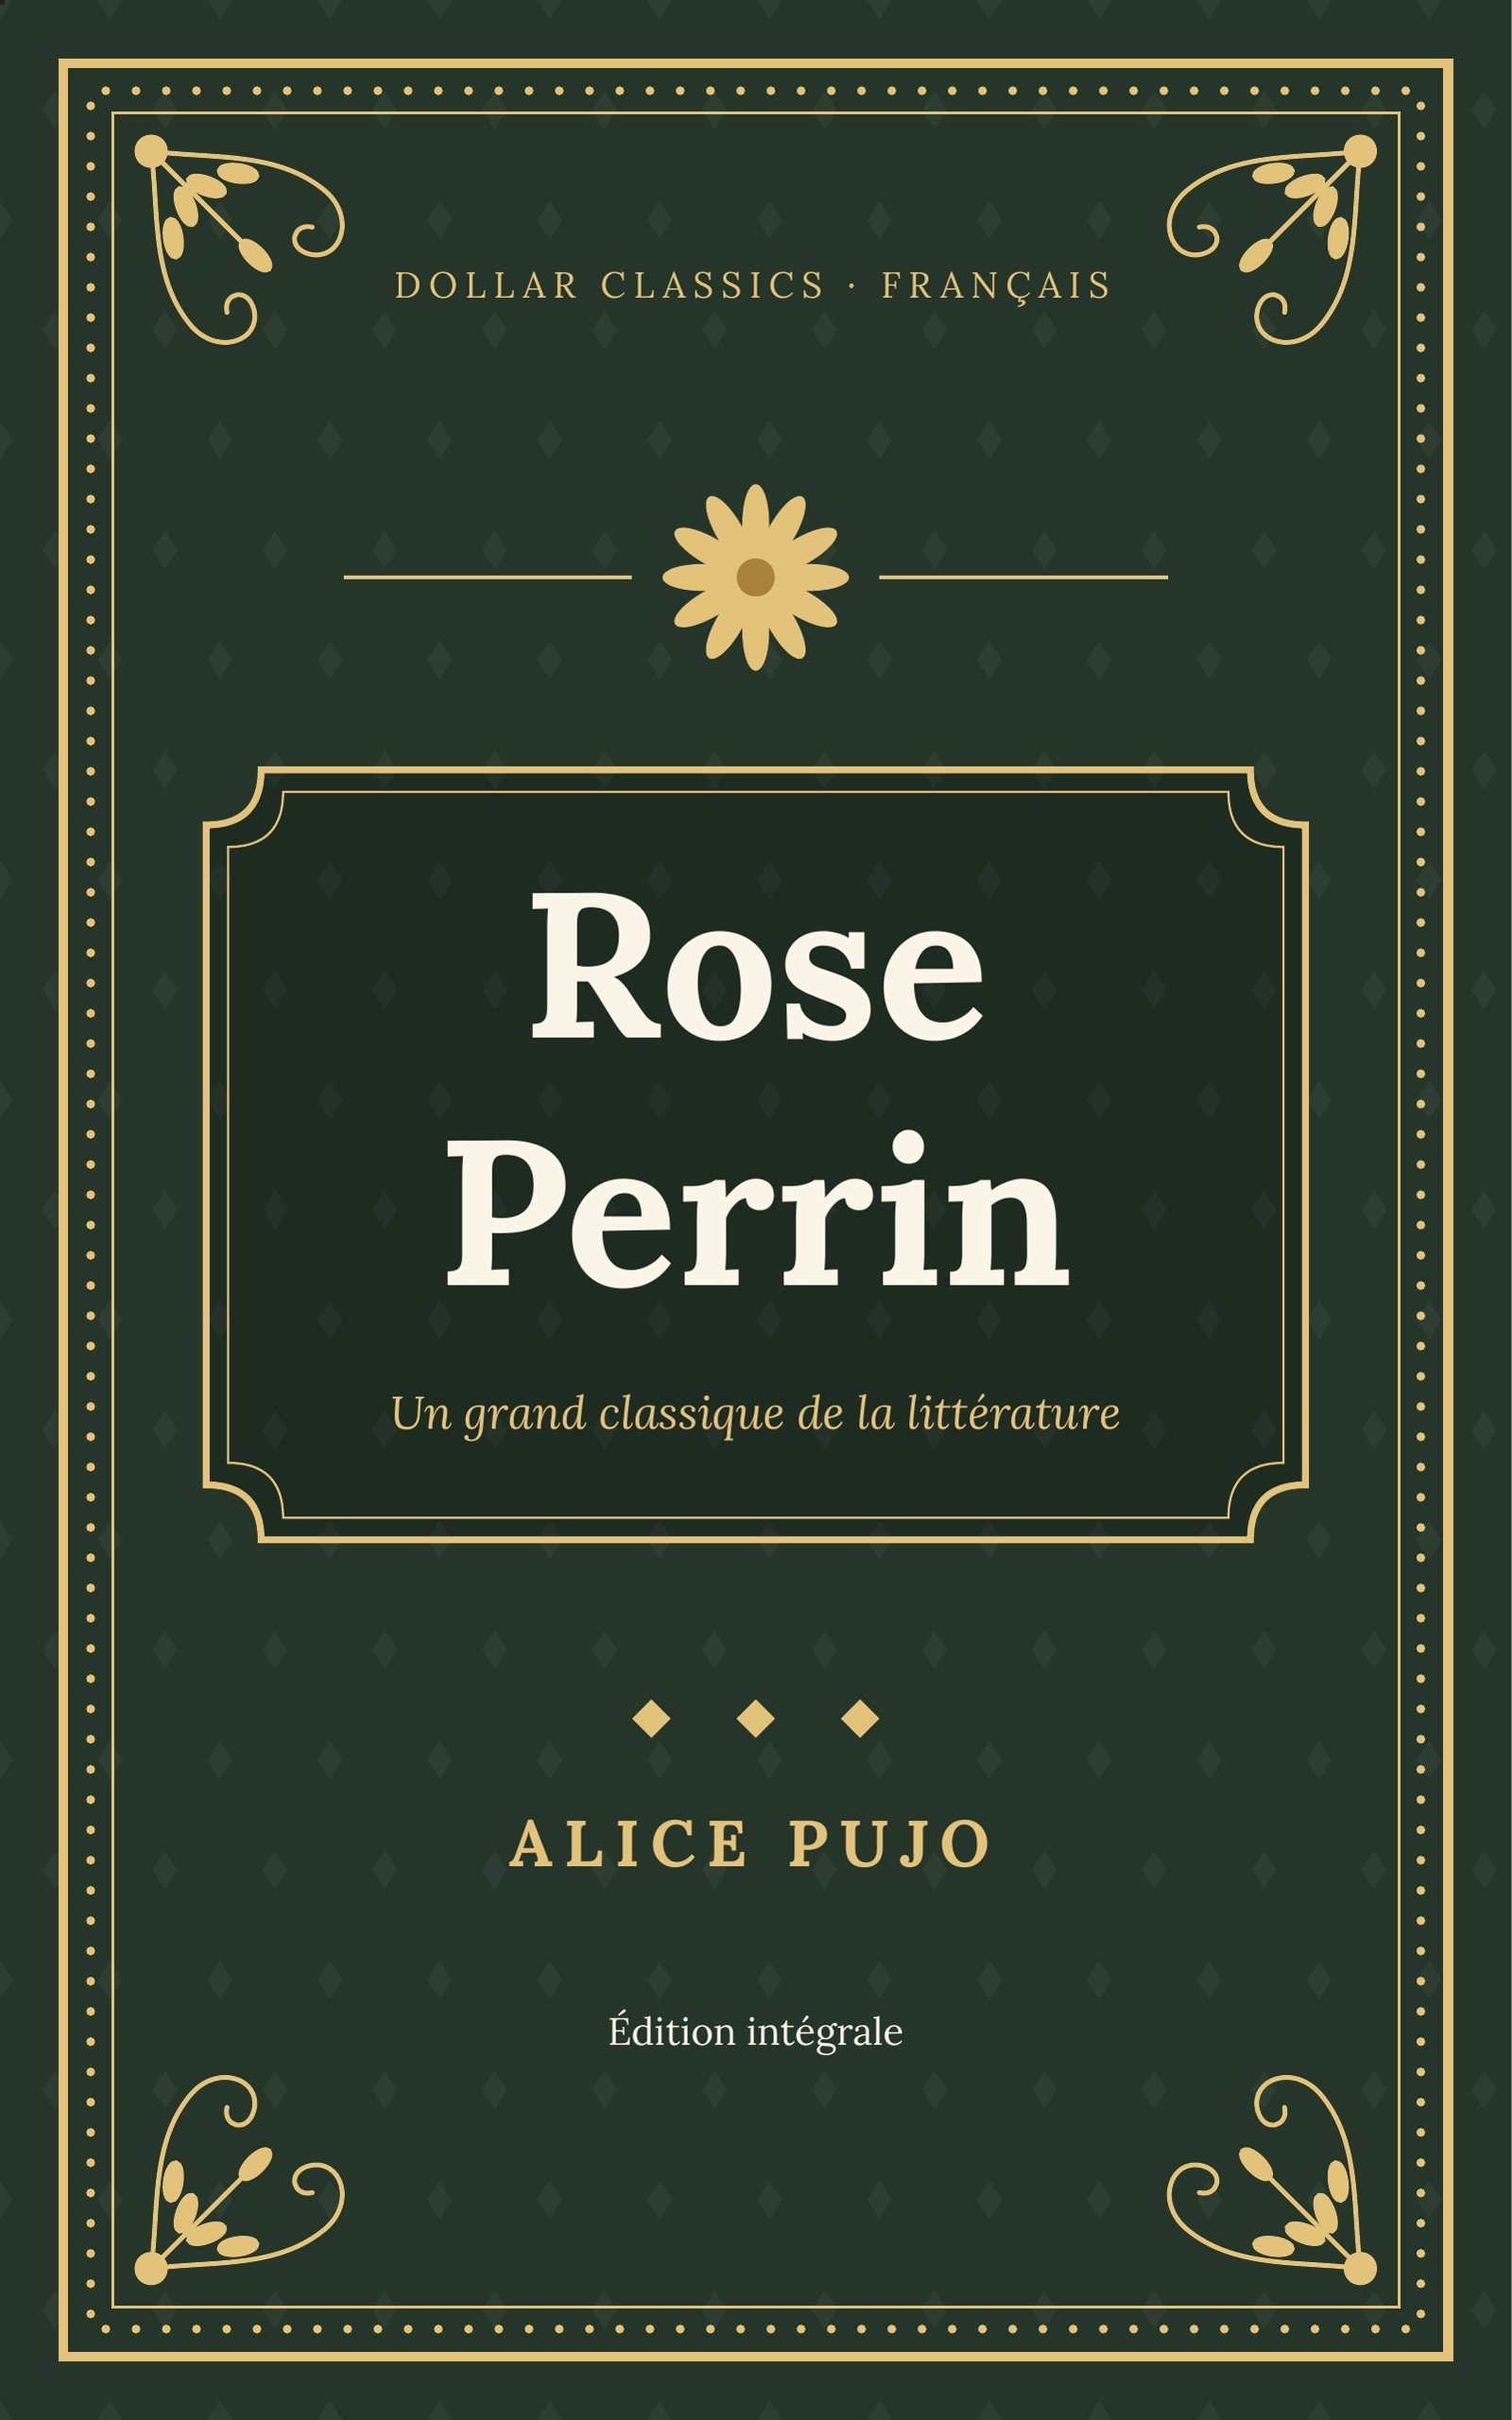 DOLLAR CLASSICS · FRANÇAIS
Rose
Perrin
Un grand classique de la littérature
ALICE PUJO
Édition intégrale